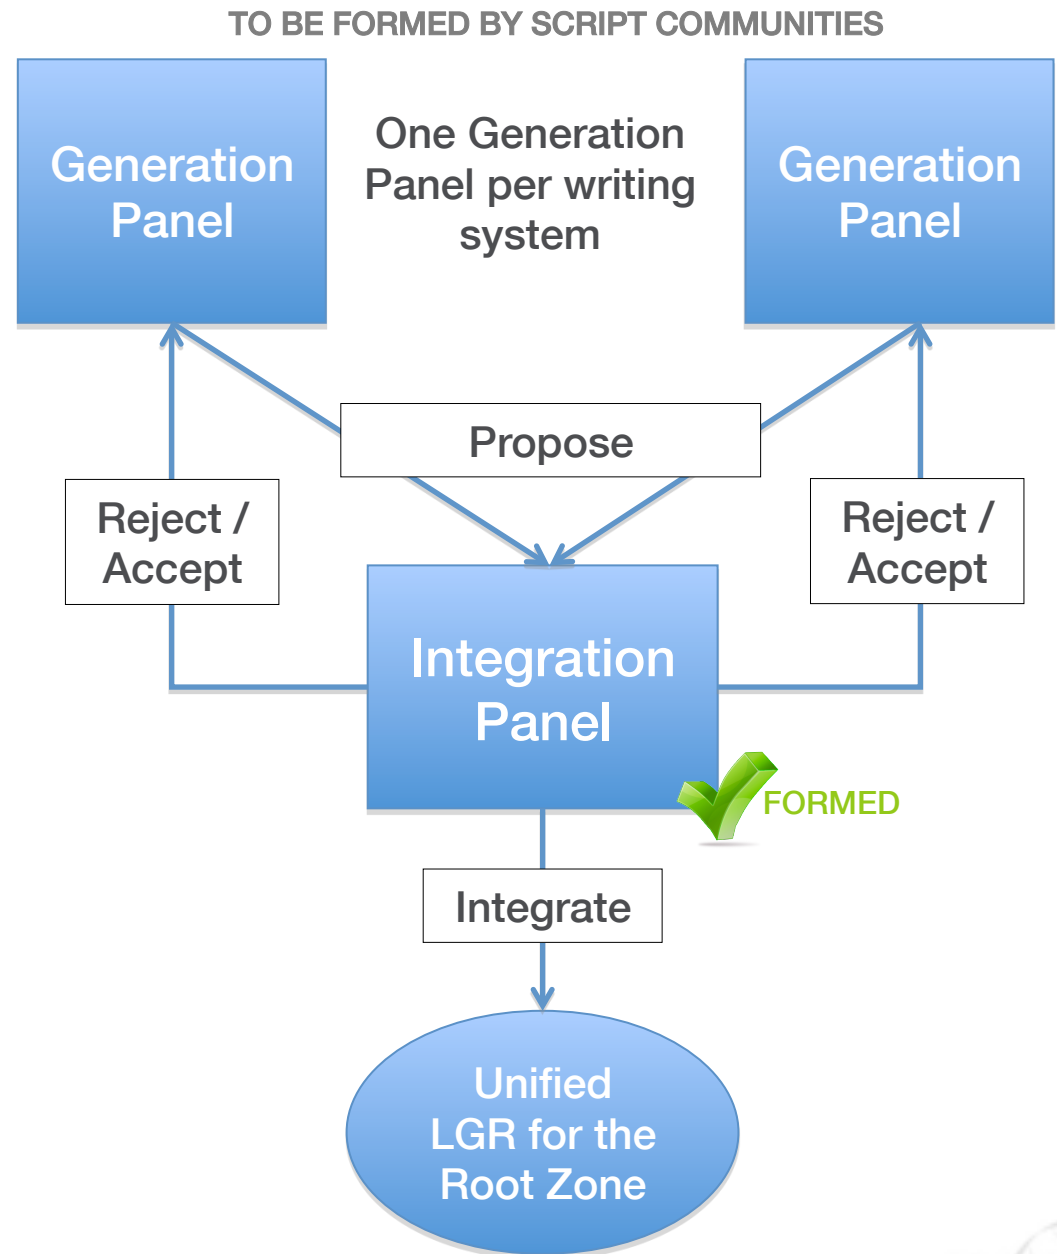 TO BE FORMED BY SCRIPT COMMUNITIES
Generation
Panel
One Generation
Panel per writing
system
Generation
Panel
Propose
Reject /
Accept
Reject /
Accept
Integration
Panel
FORMED
Integrate
Unified
LGR for the
Root Zone